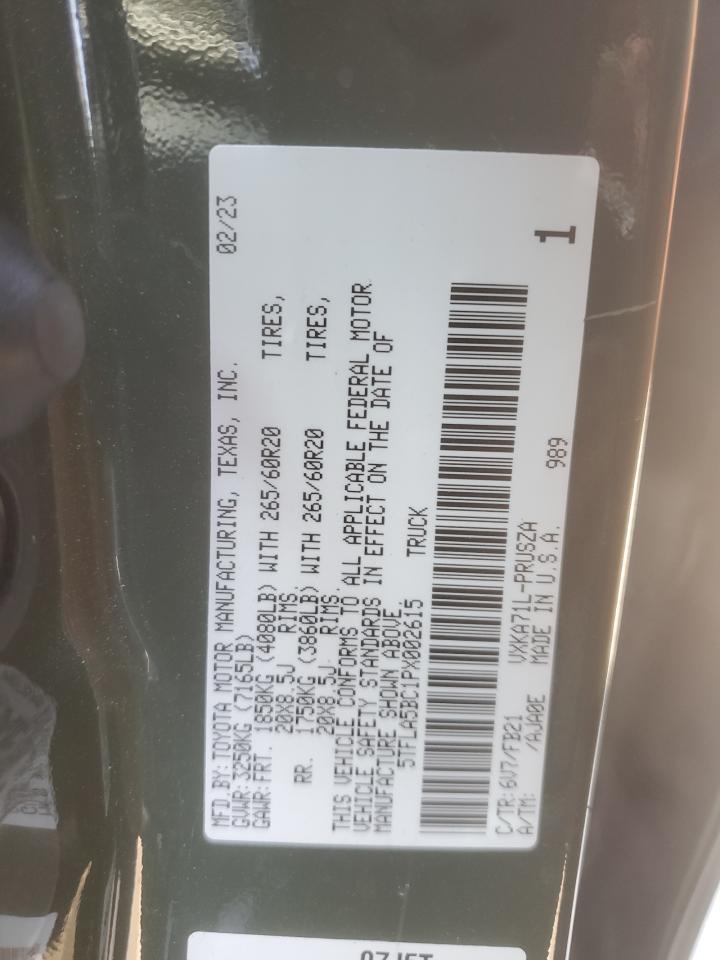 MFD.BY:TOYOTA MOTOR MANUFACTURING, TEXAS, INC. 02/23
GVWR:3250KG (7165LB)
GAWR:FRT. 1850KG (4080LB) WITH 265/60R20 TIRES,
20X8.5J RIMS.
RR. 1750KG (3860LB) WITH 265/60R20 TIRES,
20X8.5J RIMS.
THIS VEHICLE CONFORMS TO ALL APPLICABLE FEDERAL MOTOR
VEHICLE SAFETY STANDARDS IN EFFECT ON THE DATE OF
MANUFACTURE SHOWN ABOVE.
5TFLA5BC1PX002615 TRUCK
C/TR:6V7/FB21 VXKA71L-PRUSZA
A/TM: /AJA0E MADE IN U.S.A. 989 1